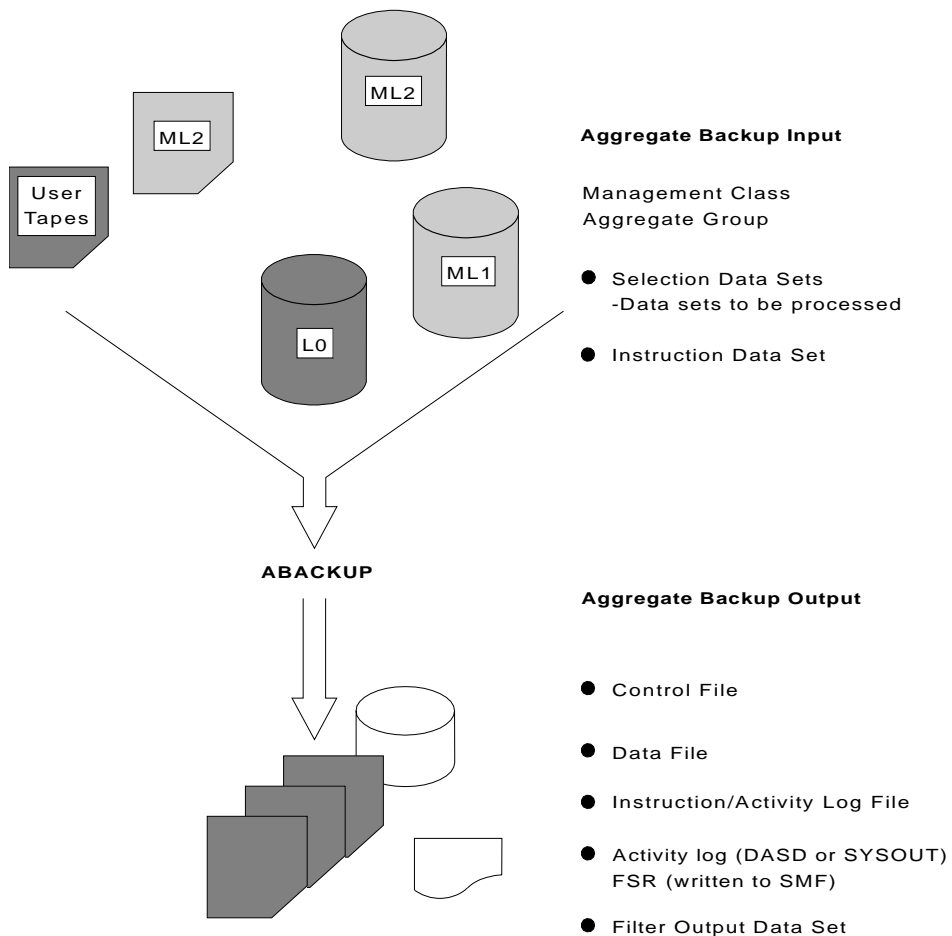 ML2
ML2
User
Tapes
ML1
L0
Aggregate Backup Input
Management Class
Aggregate Group
● Selection Data Sets
-Data sets to be processed
● Instruction Data Set
ABACKUP
Aggregate Backup Output
● Control File
● Data File
● Instruction/Activity Log File
● Activity log (DASD or SYSOUT)
FSR (written to SMF)
● Filter Output Data Set